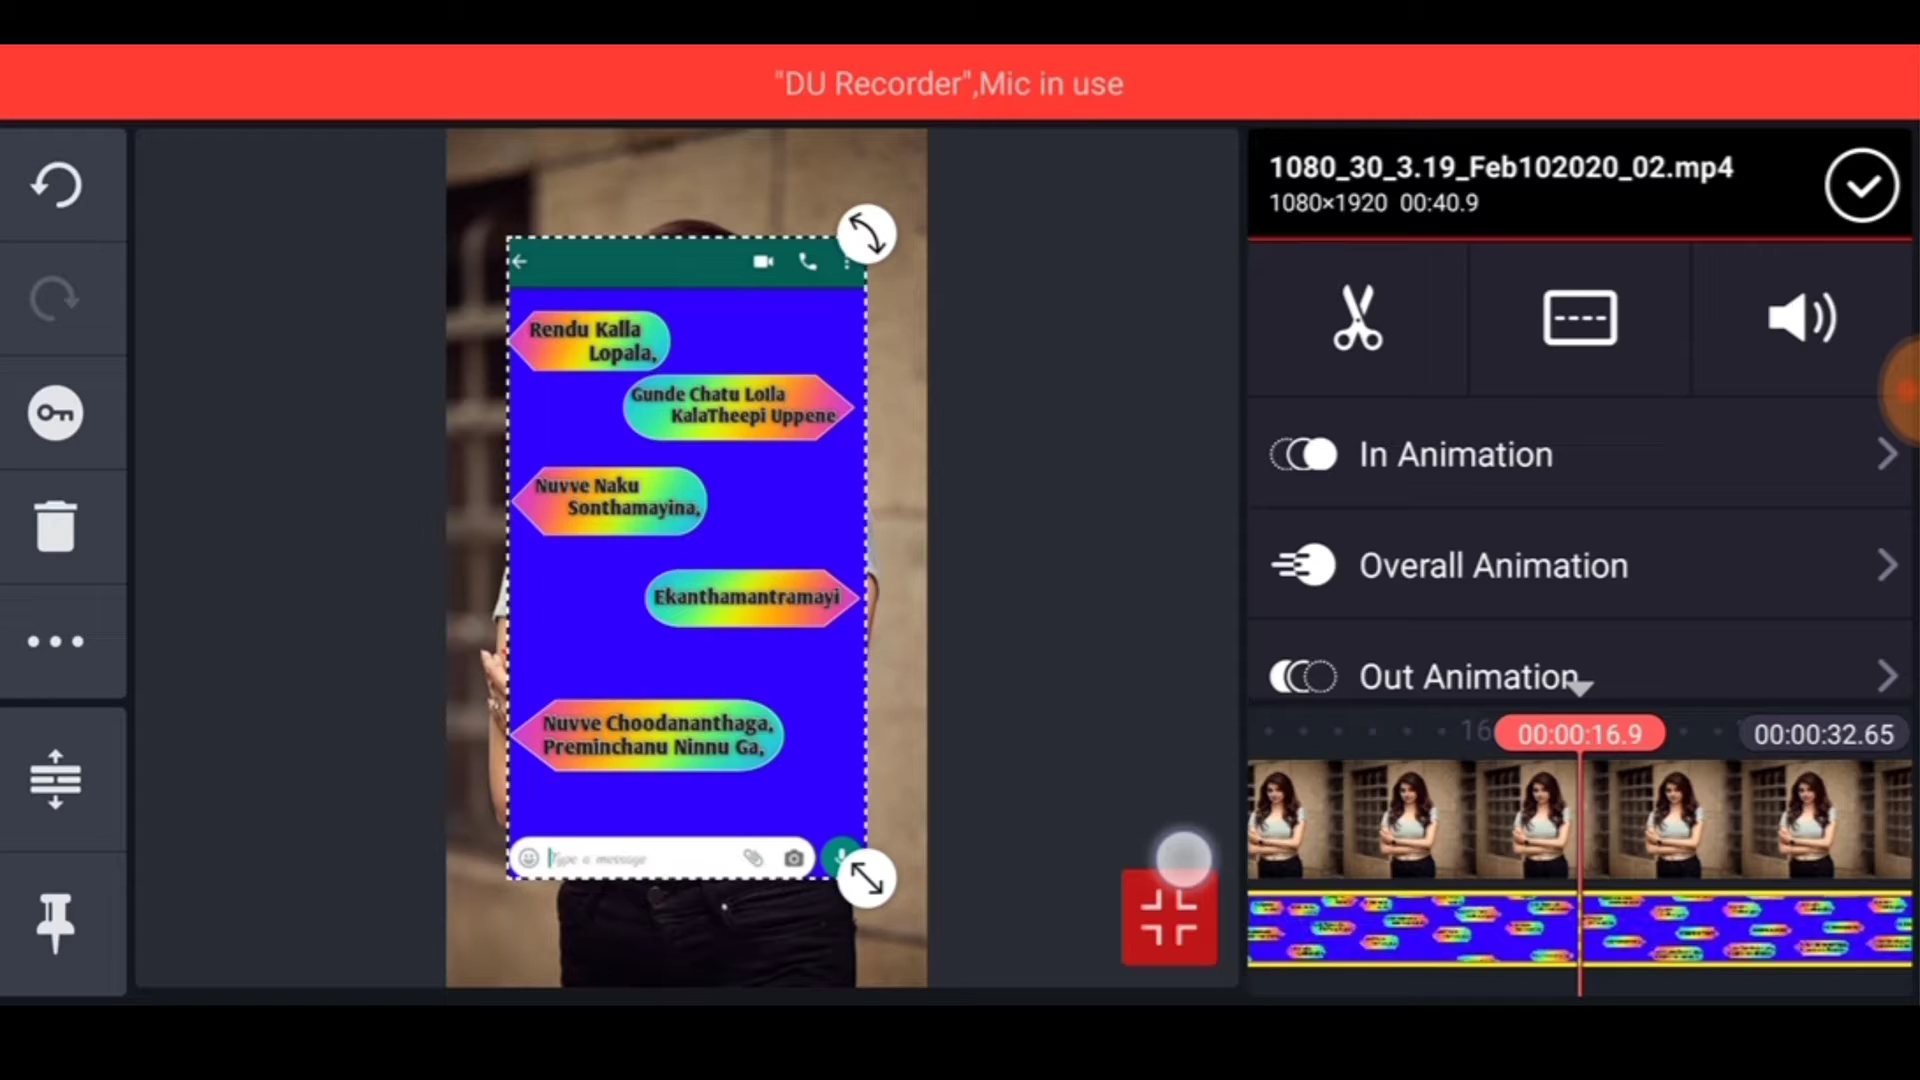 "DU Recorder",Mic in use
1080_30_3.19_Feb102020_02.mp4
1080×1920 00:40.9
Rendu Kalla
Lopala,
Gunde Chatu Lolla
KalaTheepi Uppene
Nuvve Naku
Sonthamayina,
Ekanthamantramayi
Nuvve Choodananthaga,
Preminchanu Ninnu Ga,
Type a message
In Animation
Overall Animation
Out Animation
16
00:00:16.9
00:00:32.65